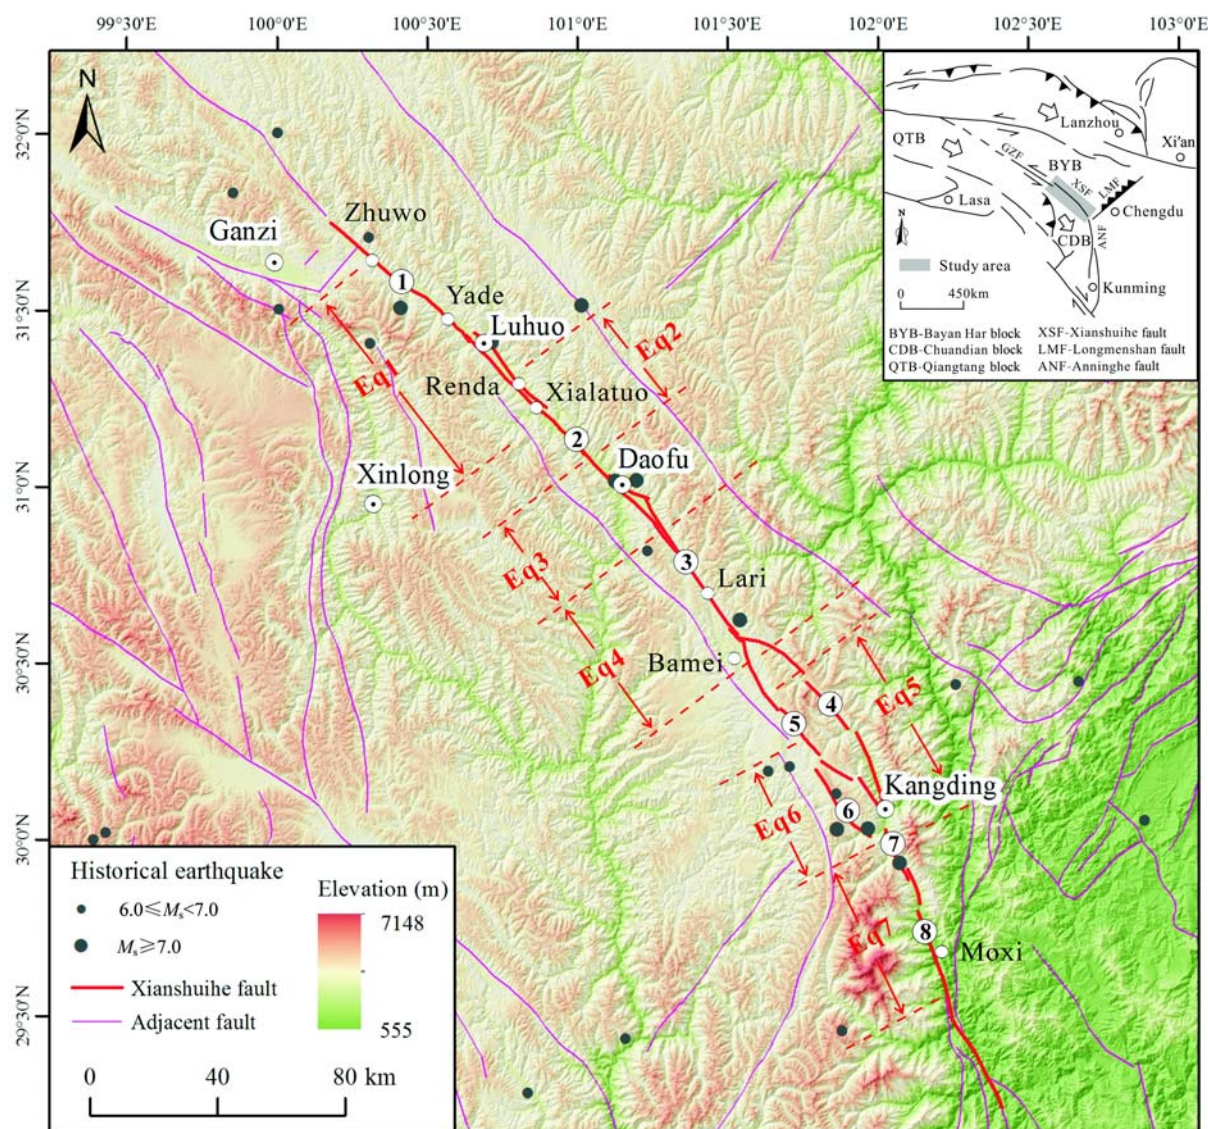 99°30'E 100°0'E 100°30'E 101°0'E 101°30'E 102°0'E 102°30'E 103°0'E
N
32°0'N
31°30'N
31°0'N
30°30'N
30°0'N
29°30'N
Zhuwo
Ganzi
1
Yade
Luhuo
Eq1
Eq2
Renda
Xialatuo
2
Xinlong
Daofu
Eq3
3
Lari
Eq4
Bamei
4
5
Eq5
Kangding
6
Eq6
7
Eq7
8
Moxi
Lanzhou
QTB
GZF
BYB
Xi'an
XSF
LMF
Lasa
Chengdu
N
CDB
ANF
Study area
Kunming
0 450km
BYB-Bayan Har block XSF-Xianshuihe fault
CDB-Chuandian block LMF-Longmenshan fault
QTB-Qiangtang block ANF-Anninghe fault
Historical earthquake
6.0≤Ms<7.0
Ms≥7.0
Xianshuihe fault
Adjacent fault
Elevation (m)
7148
555
0 40 80 km